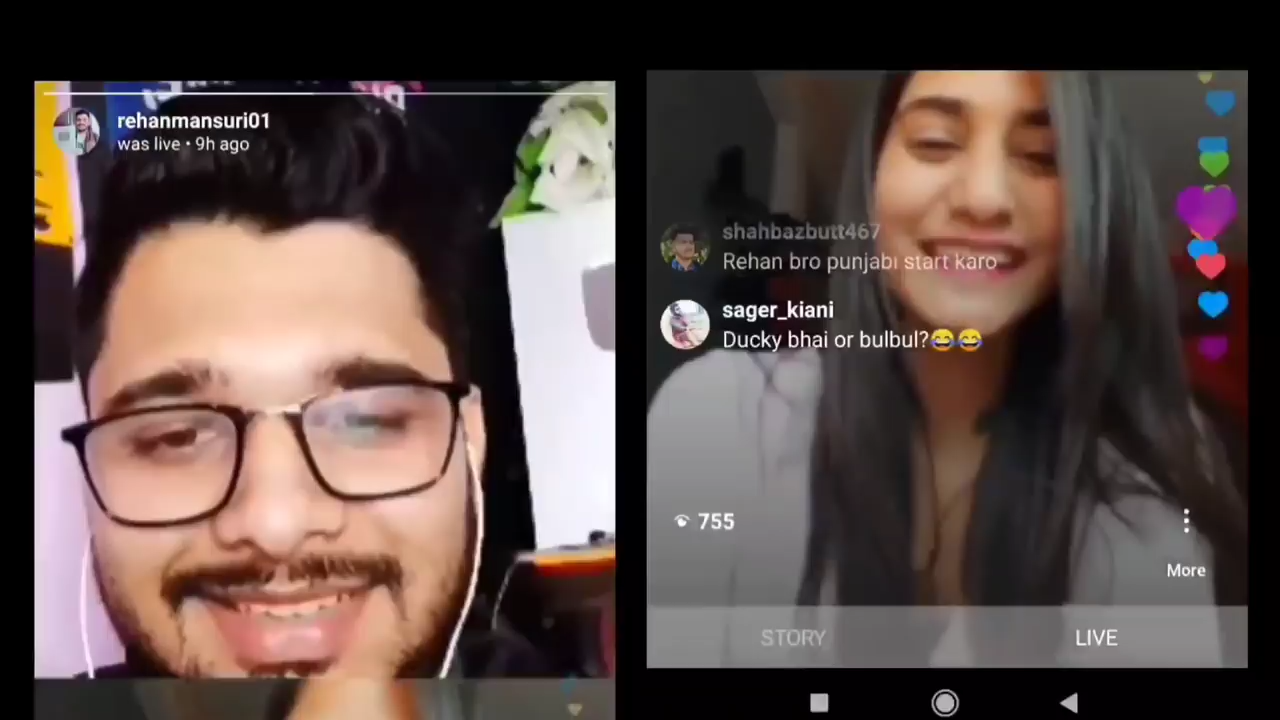 rehanmansuri01
was live • 9h ago
shahbazbutt467
Rehan bro punjabi start karo
sager_kiani
Ducky bhai or bulbul?😂😂
755
More
STORY
LIVE